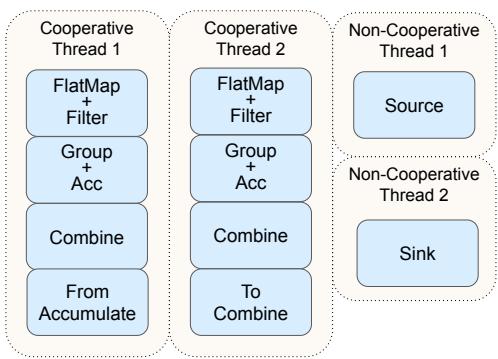 Cooperative
Thread 1
FlatMap
+
Filter
Group
+
Acc
Combine
From
Accumulate
Cooperative
Thread 2
FlatMap
+
Filter
Group
+
Acc
Combine
To
Combine
Non-Cooperative
Thread 1
Source
Non-Cooperative
Thread 2
Sink